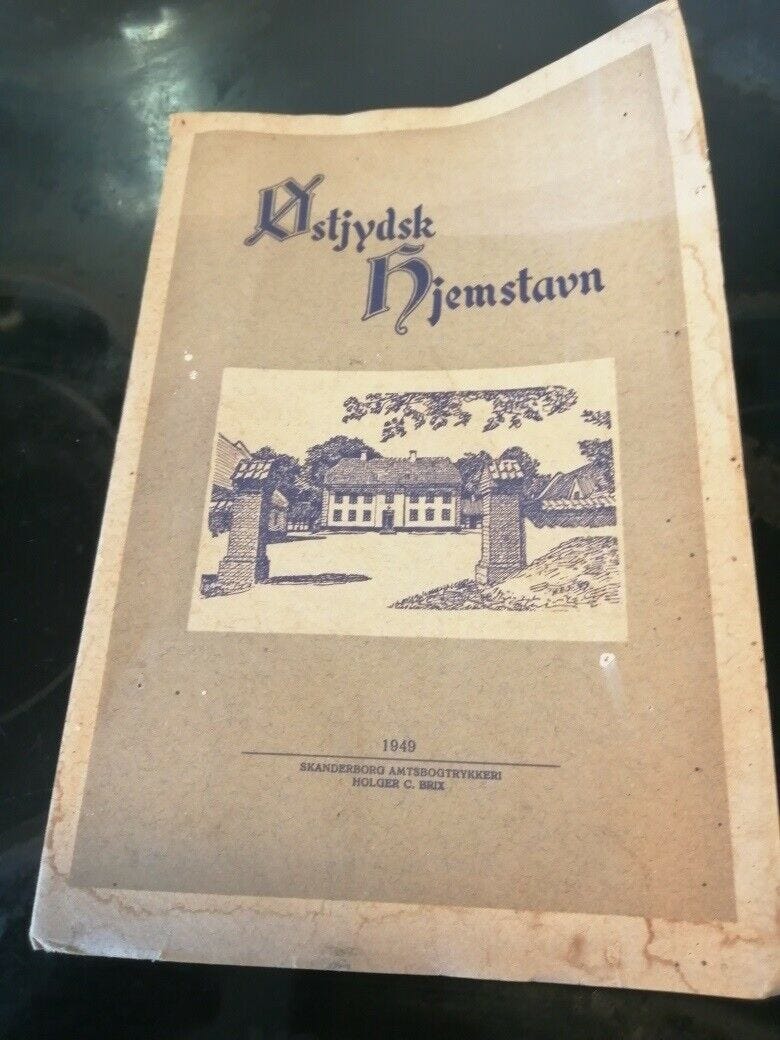 Østjydsk
Hjemstavn
1949
SKANDERBORG AMTSBOGTRYKKERI
HOLGER C. BRIX